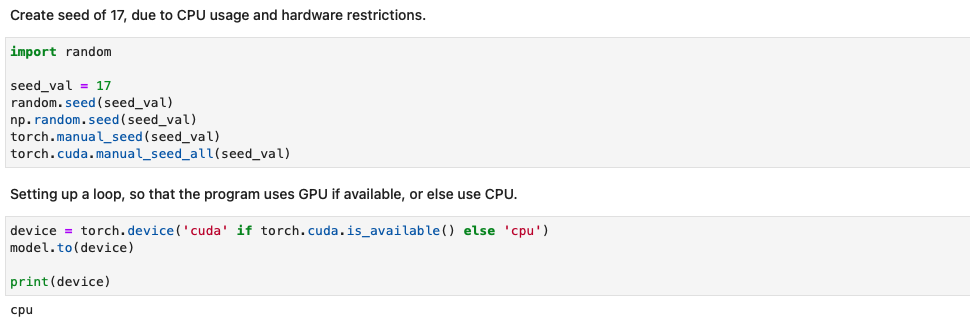 Create seed of 17, due to CPU usage and hardware restrictions.
import random
seed_val = 17
random.seed(seed_val)
np.random.seed(seed_val)
torch.manual_seed(seed_val)
torch.cuda.manual_seed_all(seed_val)
Setting up a loop, so that the program uses GPU if available, or else use CPU.
device = torch.device('cuda' if torch.cuda.is_available() else 'cpu')
model.to(device)
print(device)
cpu